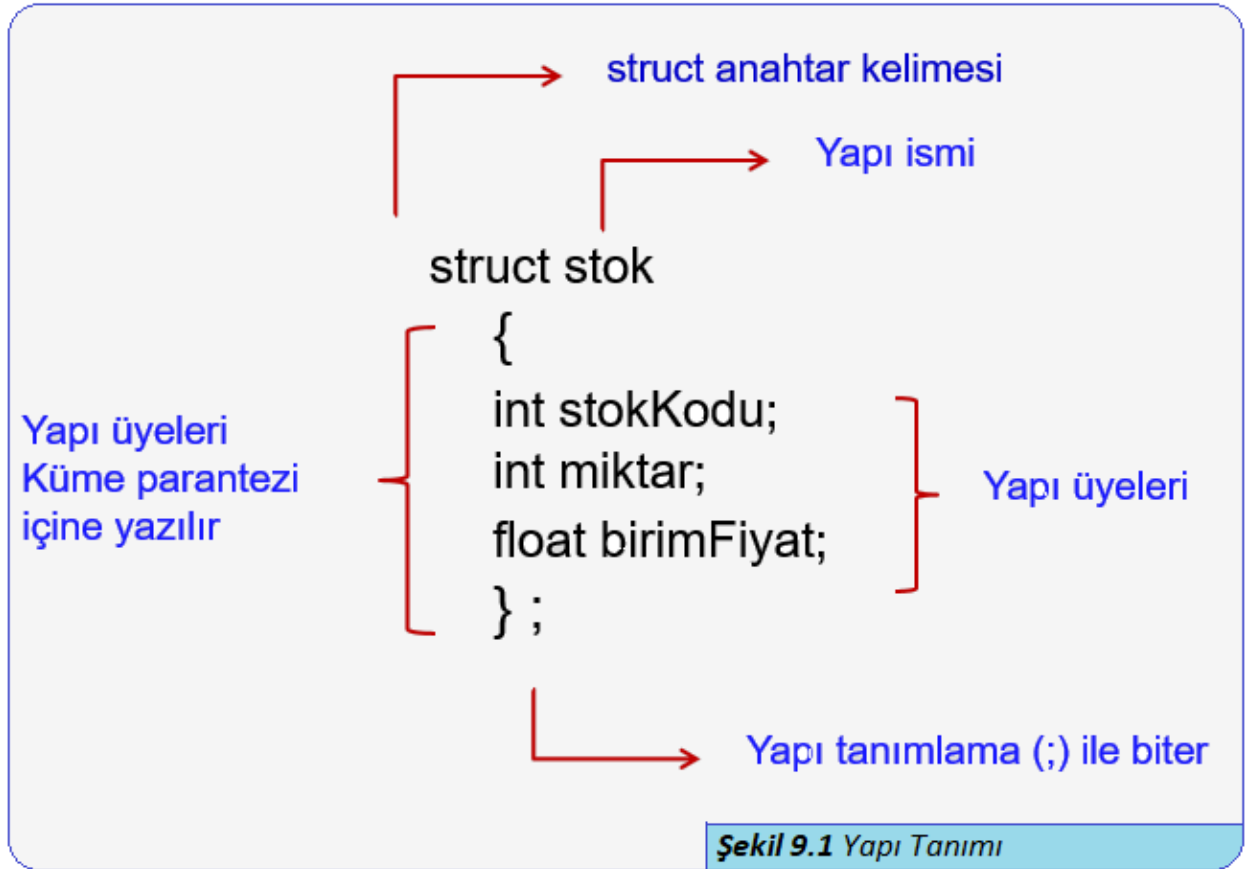 struct anahtar kelimesi
Yapı ismi
struct stok
{
int stokKodu;
int miktar;
float birimFiyat;
} ;
Yapı üyeleri
Küme parantezi
içine yazılır
Yapı üyeleri
Yapı tanımlama (;) ile biter
Şekil 9.1 Yapı Tanımı